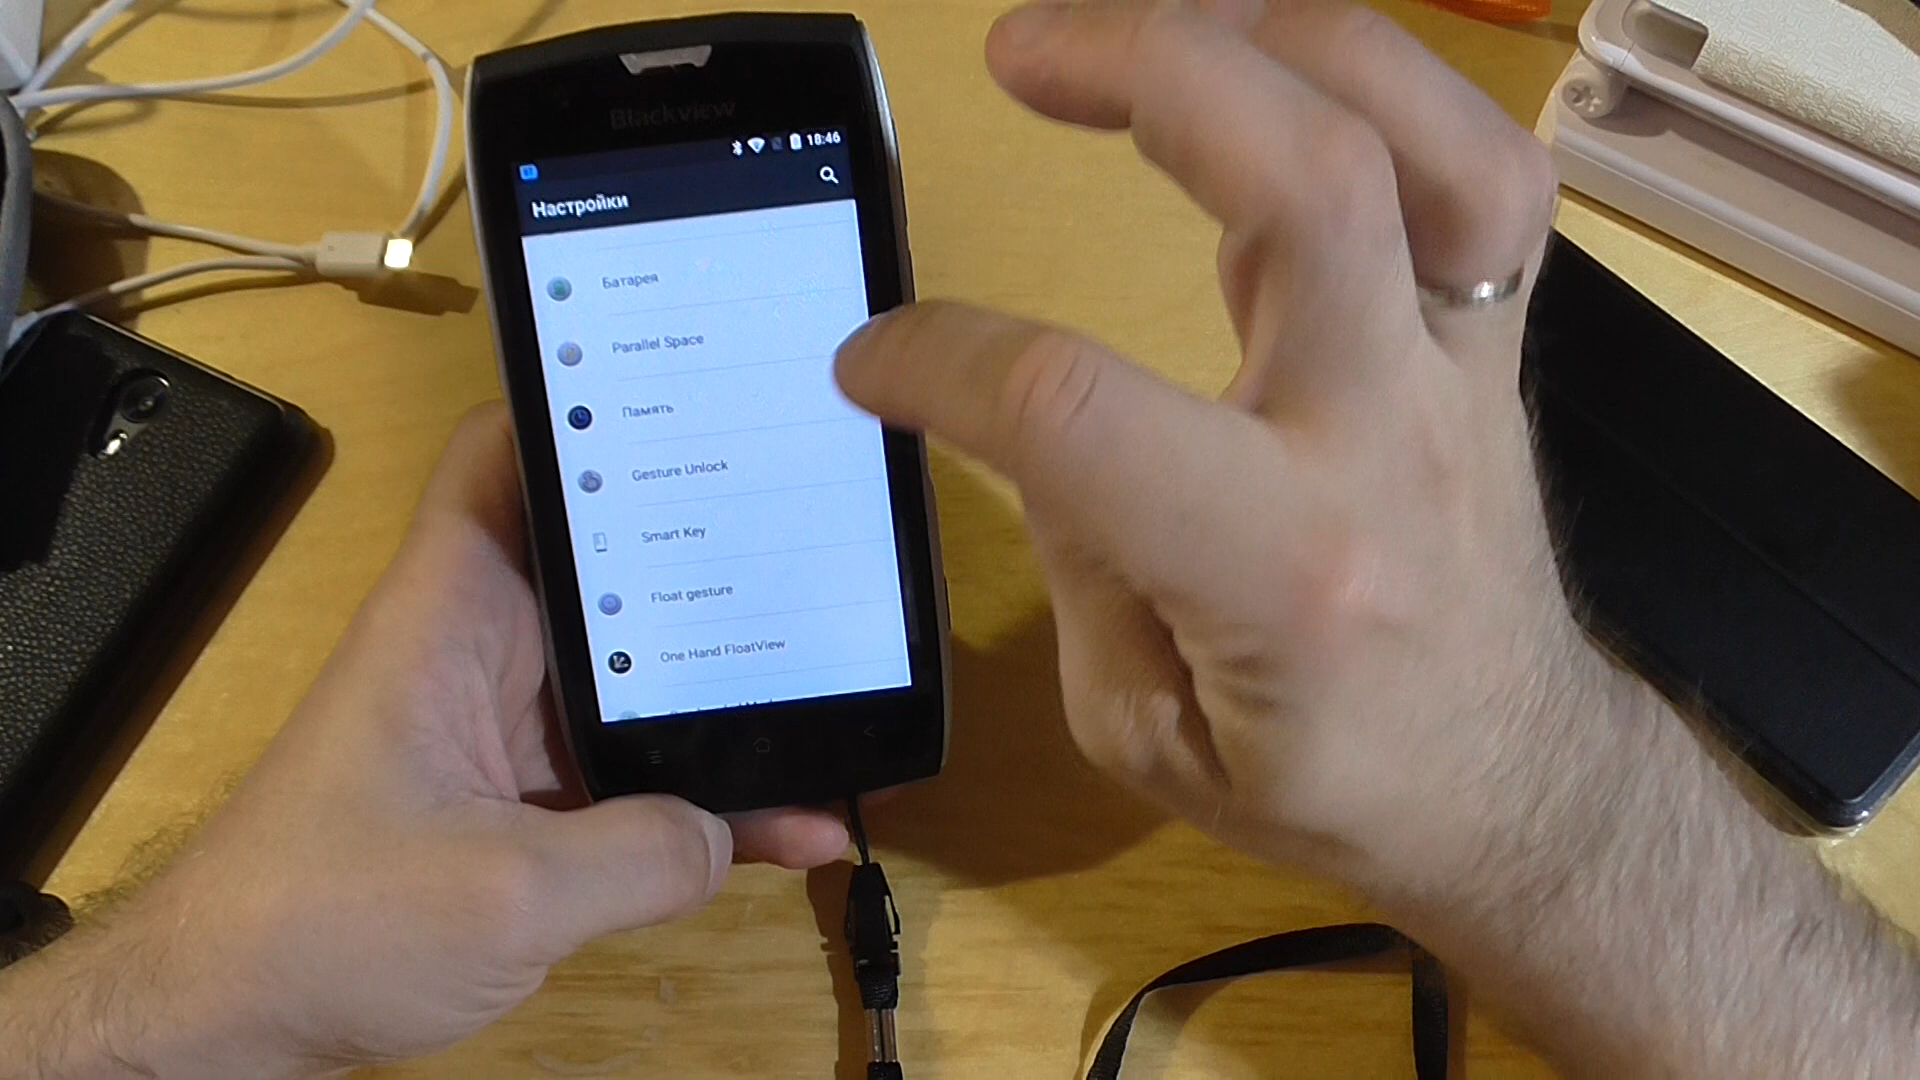 Blackview
18:46
Настройки
Батарея
Parallel Space
Память
Gesture Unlock
Smart Key
Float gesture
One Hand FloatView